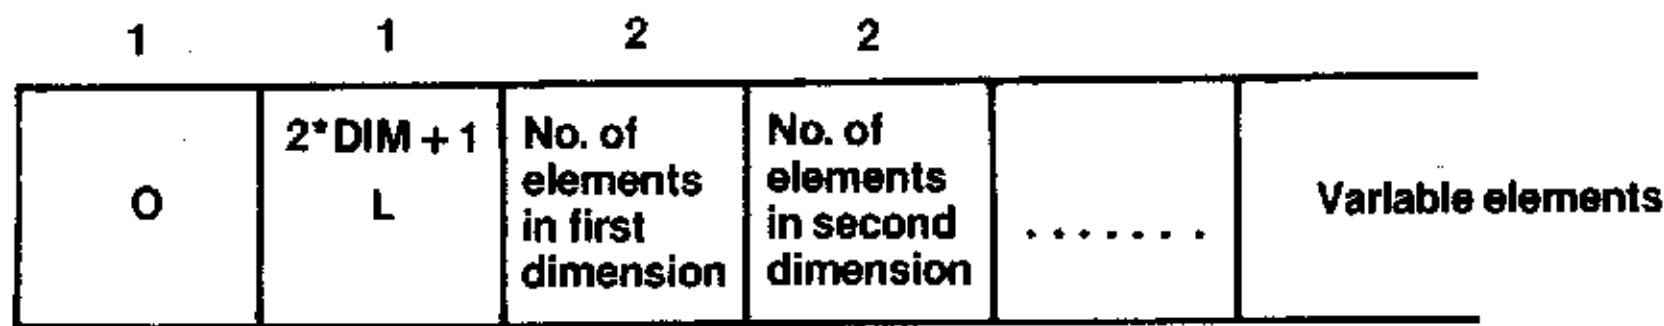 1 1 2 2
O
2*DIM + 1
L
No. of
elements
in first
dimension
No. of
elements
in second
dimension
.......
Variable elements